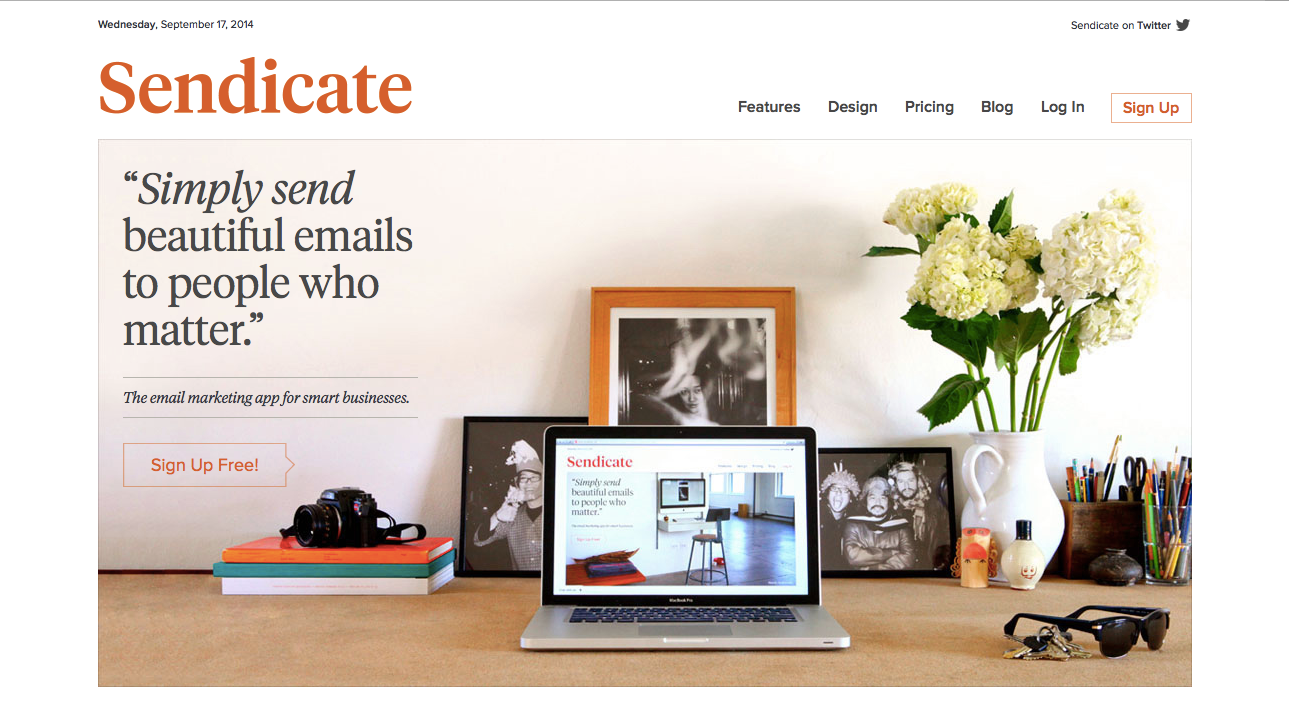 Wednesday, September 17, 2014
Sendicate on Twitter
Sendicate
Features Design Pricing Blog Log In Sign Up
“Simply send
beautiful emails
to people who
matter.”
The email marketing app for smart businesses.
Sign Up Free!
Sendicate
“Simply send
beautiful emails
to people who
matter.”
MacBook Pro